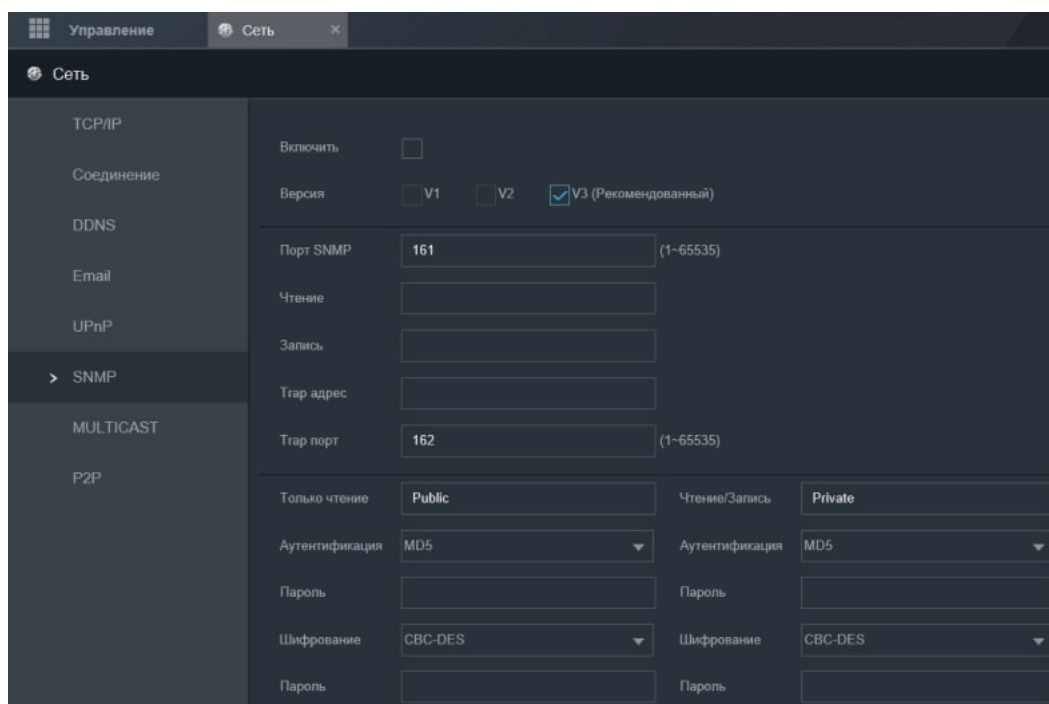 Управление
Сеть ×
Сеть
TCP/IP
Соединение
DDNS
Email
UPnP
SNMP
MULTICAST
P2P
Включить
Версия V1 V2 V3 (Рекомендованный)
Порт SNMP 161 (1~65535)
Чтение
Запись
Trap адрес
Trap порт 162 (1~65535)
Только чтение Public Чтение/Запись Private
Аутентификация MD5 Аутентификация MD5
Пароль Пароль
Шифрование CBC-DES Шифрование CBC-DES
Пароль Пароль